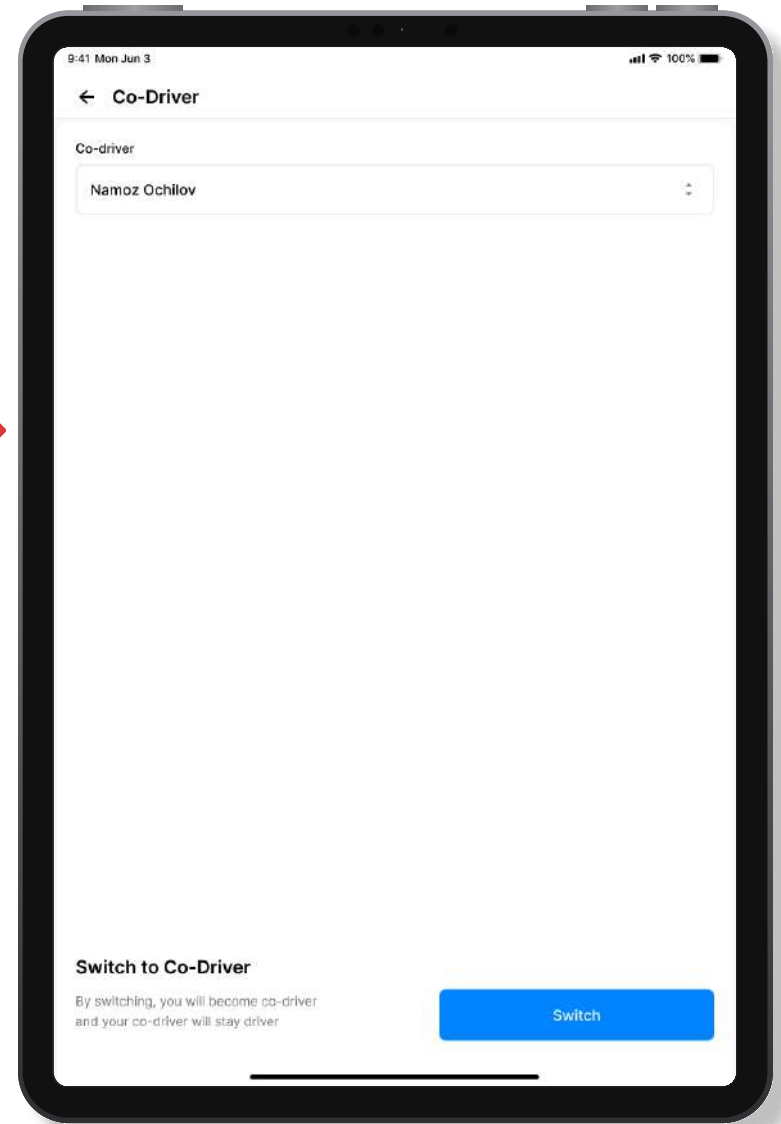 9:41 Mon Jun 3
100%
Co-Driver
Co-driver
Namoz Ochilov
Switch to Co-Driver
By switching, you will become co-driver
and your co-driver will stay driver
Switch